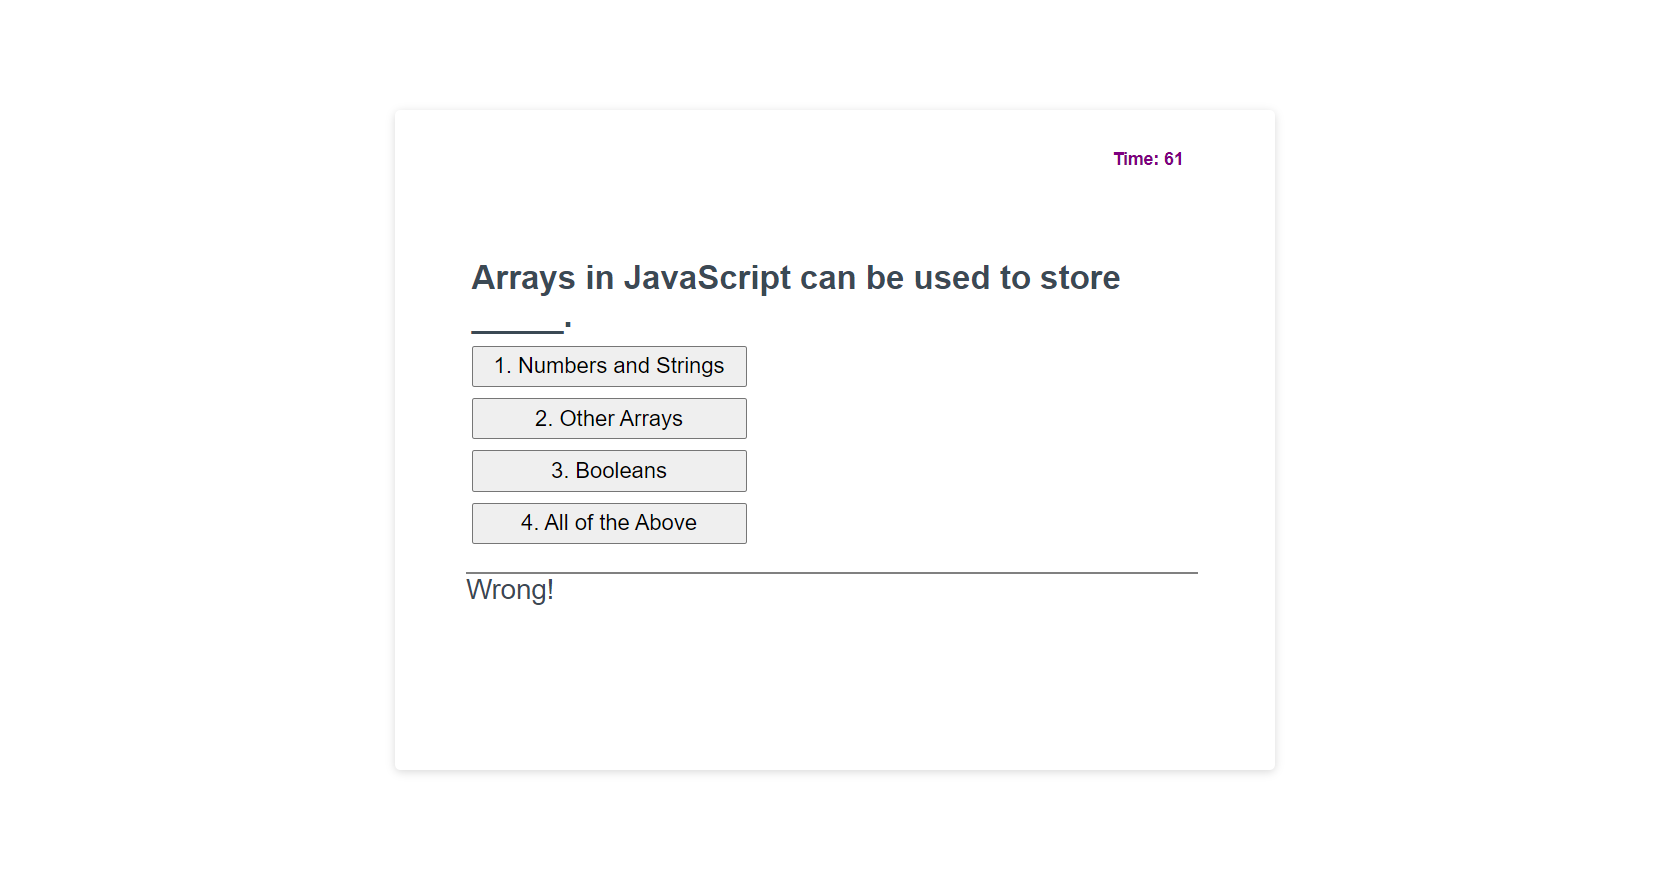 Time: 61
Arrays in JavaScript can be used to store
_____.
1. Numbers and Strings
2. Other Arrays
3. Booleans
4. All of the Above
Wrong!